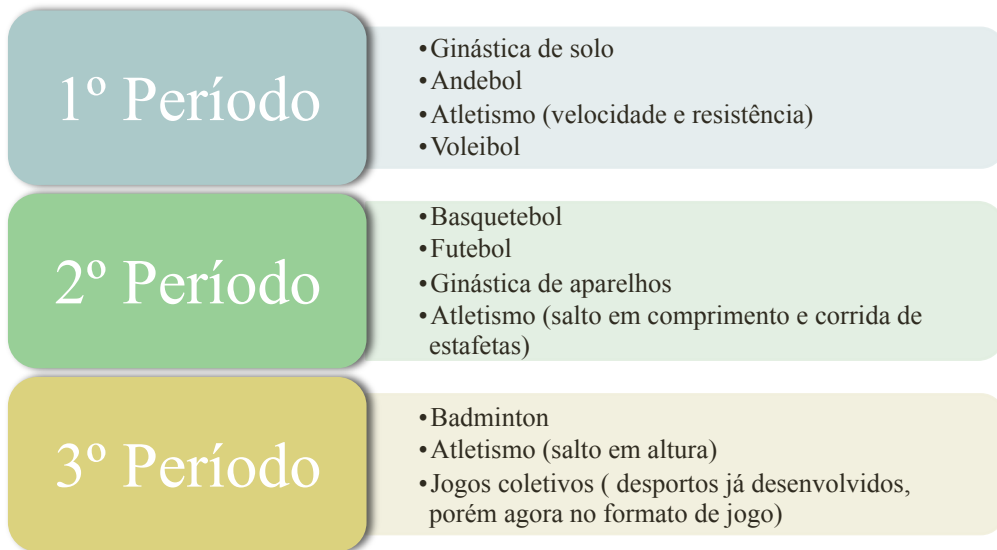 1º Período
•Ginástica de solo
•Andebol
•Atletismo (velocidade e resistência)
•Voleibol
2º Período
•Basquetebol
•Futebol
•Ginástica de aparelhos
•Atletismo (salto em comprimento e corrida de
estafetas)
3º Período
•Badminton
•Atletismo (salto em altura)
•Jogos coletivos ( desportos já desenvolvidos,
porém agora no formato de jogo)